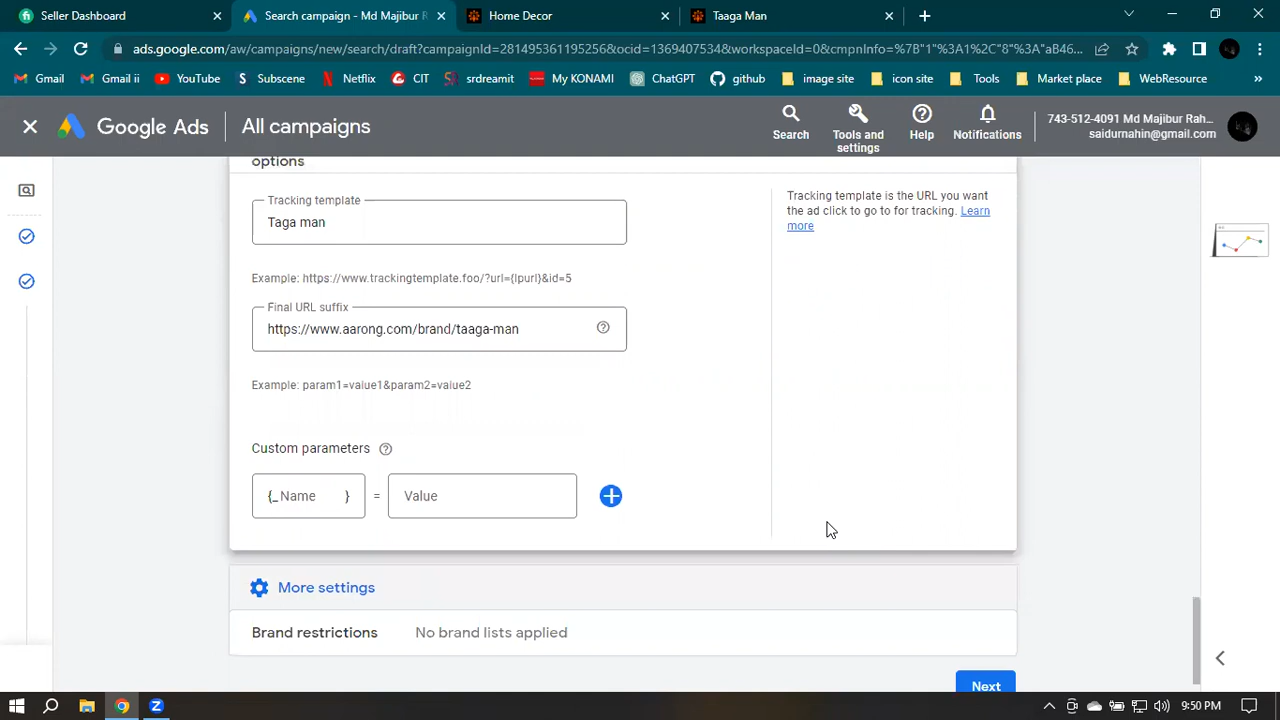 Seller Dashboard
Search campaign - Md Majibur R
Home Decor
Taaga Man
ads.google.com/aw/campaigns/new/search/draft?campaignId=281495361195256&ocid=13694075334&workspaceId=0&cmpnInfo=%7B"1"%3A1%2C"8"%3A"aB46...
Gmail
Gmail ii
YouTube
Subscene
Netflix
CIT
srdreamit
My KONAMI
ChatGPT
github
image site
icon site
Tools
Market place
WebResource
»
Google Ads
All campaigns
Search
Tools and settings
Help
Notifications
743-512-4091 Md Majibur Rah...
saidurnahin@gmail.com
options
Tracking template
Taga man
Example: https://www.trackingtemplate.foo/?url={lpurl}&id=5
Final URL suffix
https://www.aarong.com/brand/taaga-man
Example: param1=value1&param2=value2
Tracking template is the URL you want
the ad click to go to for tracking. Learn
more
Custom parameters
{_ Name } = Value
More settings
Brand restrictions No brand lists applied
Next
9:50 PM